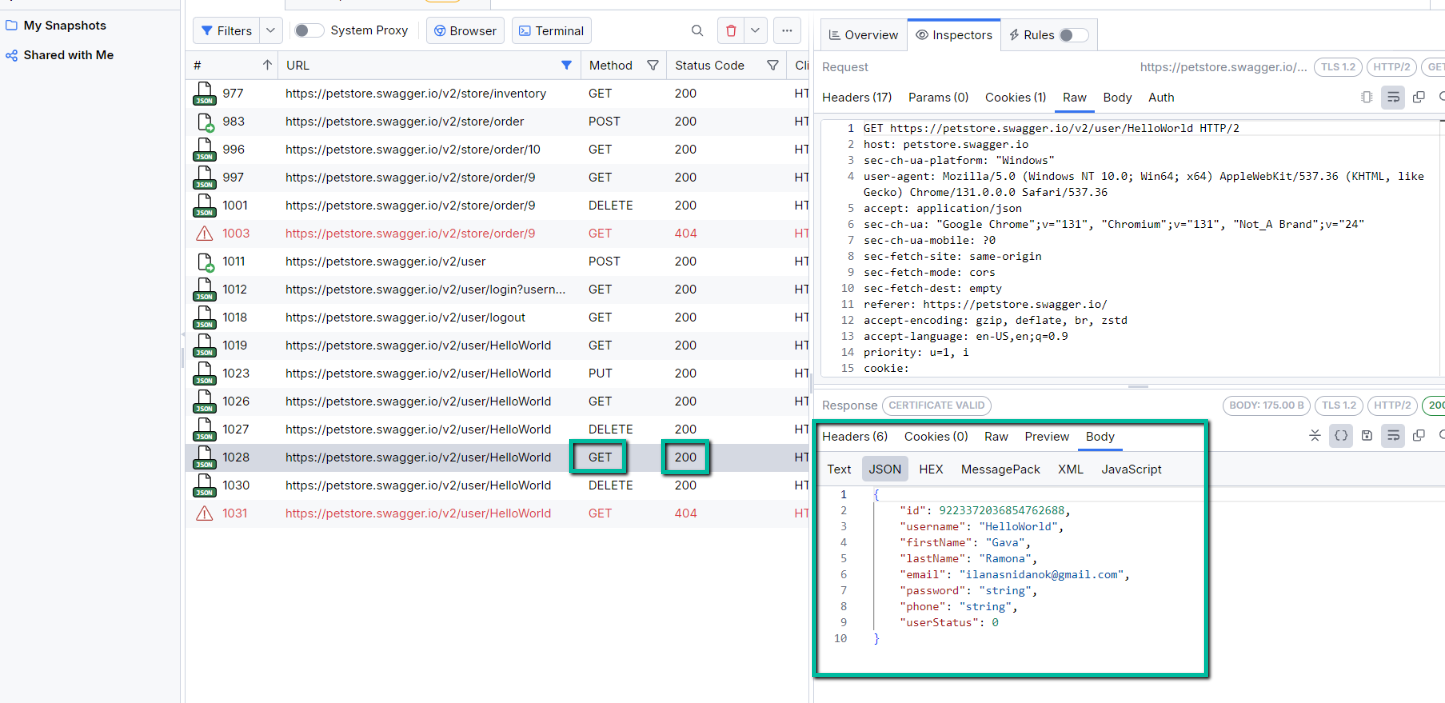 My Snapshots
Shared with Me
Filters System Proxy Browser Terminal
# URL Method Status Code Cli
JSON 977 https://petstore.swagger.io/v2/store/inventory GET 200 HT
983 https://petstore.swagger.io/v2/store/order POST 200 HT
JSON 996 https://petstore.swagger.io/v2/store/order/10 GET 200 HT
JSON 997 https://petstore.swagger.io/v2/store/order/9 GET 200 HT
JSON 1001 https://petstore.swagger.io/v2/store/order/9 DELETE 200 HT
1003 https://petstore.swagger.io/v2/store/order/9 GET 404 HT
1011 https://petstore.swagger.io/v2/user POST 200 HT
JSON 1012 https://petstore.swagger.io/v2/user/login?usern... GET 200 HT
JSON 1018 https://petstore.swagger.io/v2/user/logout GET 200 HT
JSON 1019 https://petstore.swagger.io/v2/user/HelloWorld GET 200 HT
JSON 1023 https://petstore.swagger.io/v2/user/HelloWorld PUT 200 HT
JSON 1026 https://petstore.swagger.io/v2/user/HelloWorld GET 200 HT
JSON 1027 https://petstore.swagger.io/v2/user/HelloWorld DELETE 200 HT
JSON 1028 https://petstore.swagger.io/v2/user/HelloWorld GET 200 HT
JSON 1030 https://petstore.swagger.io/v2/user/HelloWorld DELETE 200 HT
1031 https://petstore.swagger.io/v2/user/HelloWorld GET 404 HT
Overview Inspectors Rules
Request https://petstore.swagger.io/... TLS 1.2 HTTP/2 GET
Headers (17) Params (0) Cookies (1) Raw Body Auth
1 GET https://petstore.swagger.io/v2/user/HelloWorld HTTP/2
2 host: petstore.swagger.io
3 sec-ch-ua-platform: "Windows"
4 user-agent: Mozilla/5.0 (Windows NT 10.0; Win64; x64) AppleWebKit/537.36 (KHTML, like
Gecko) Chrome/131.0.0.0 Safari/537.36
5 accept: application/json
6 sec-ch-ua: "Google Chrome";v="131", "Chromium";v="131", "Not_A Brand";v="24"
7 sec-ch-ua-mobile: ?0
8 sec-fetch-site: same-origin
9 sec-fetch-mode: cors
10 sec-fetch-dest: empty
11 referer: https://petstore.swagger.io/
12 accept-encoding: gzip, deflate, br, zstd
13 accept-language: en-US,en;q=0.9
14 priority: u=1, i
15 cookie:
Response CERTIFICATE VALID BODY: 175.00 B TLS 1.2 HTTP/2 200
Headers (6) Cookies (0) Raw Preview Body
Text JSON HEX MessagePack XML JavaScript
1 {
2 "id": 9223372036854762688,
3 "username": "HelloWorld",
4 "firstName": "Gava",
5 "lastName": "Ramona",
6 "email": "ilanasnidanok@gmail.com",
7 "password": "string",
8 "phone": "string",
9 "userStatus": 0
10 }